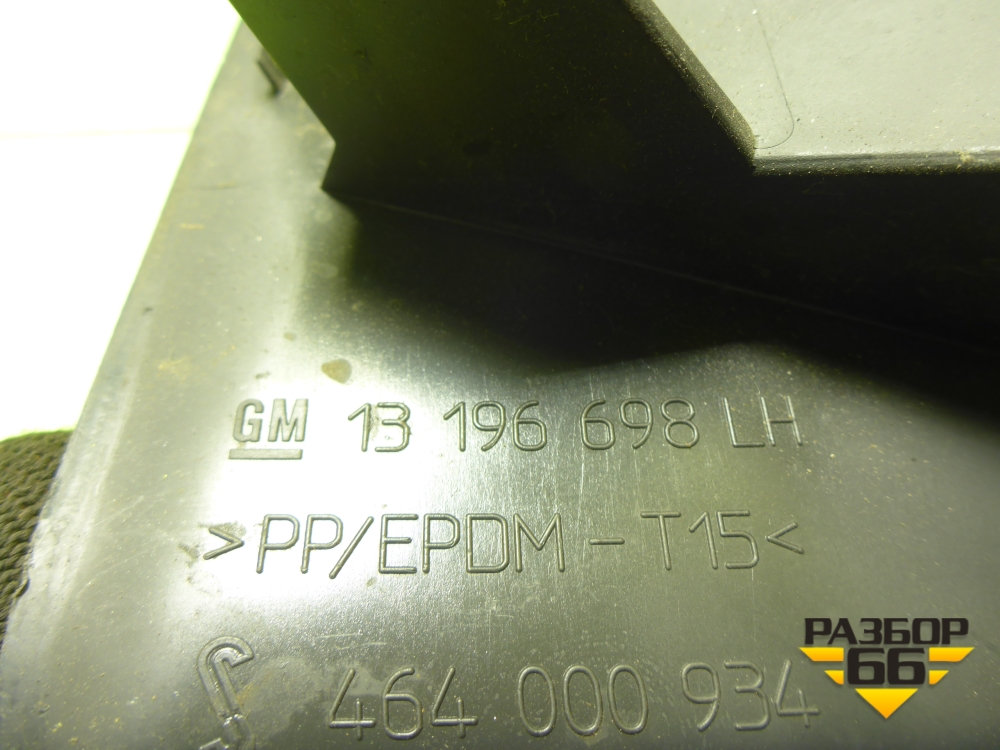 GM 13 196 698 LH
>PP/EPDM - T15<
464 000 934
РАЗБОР
66